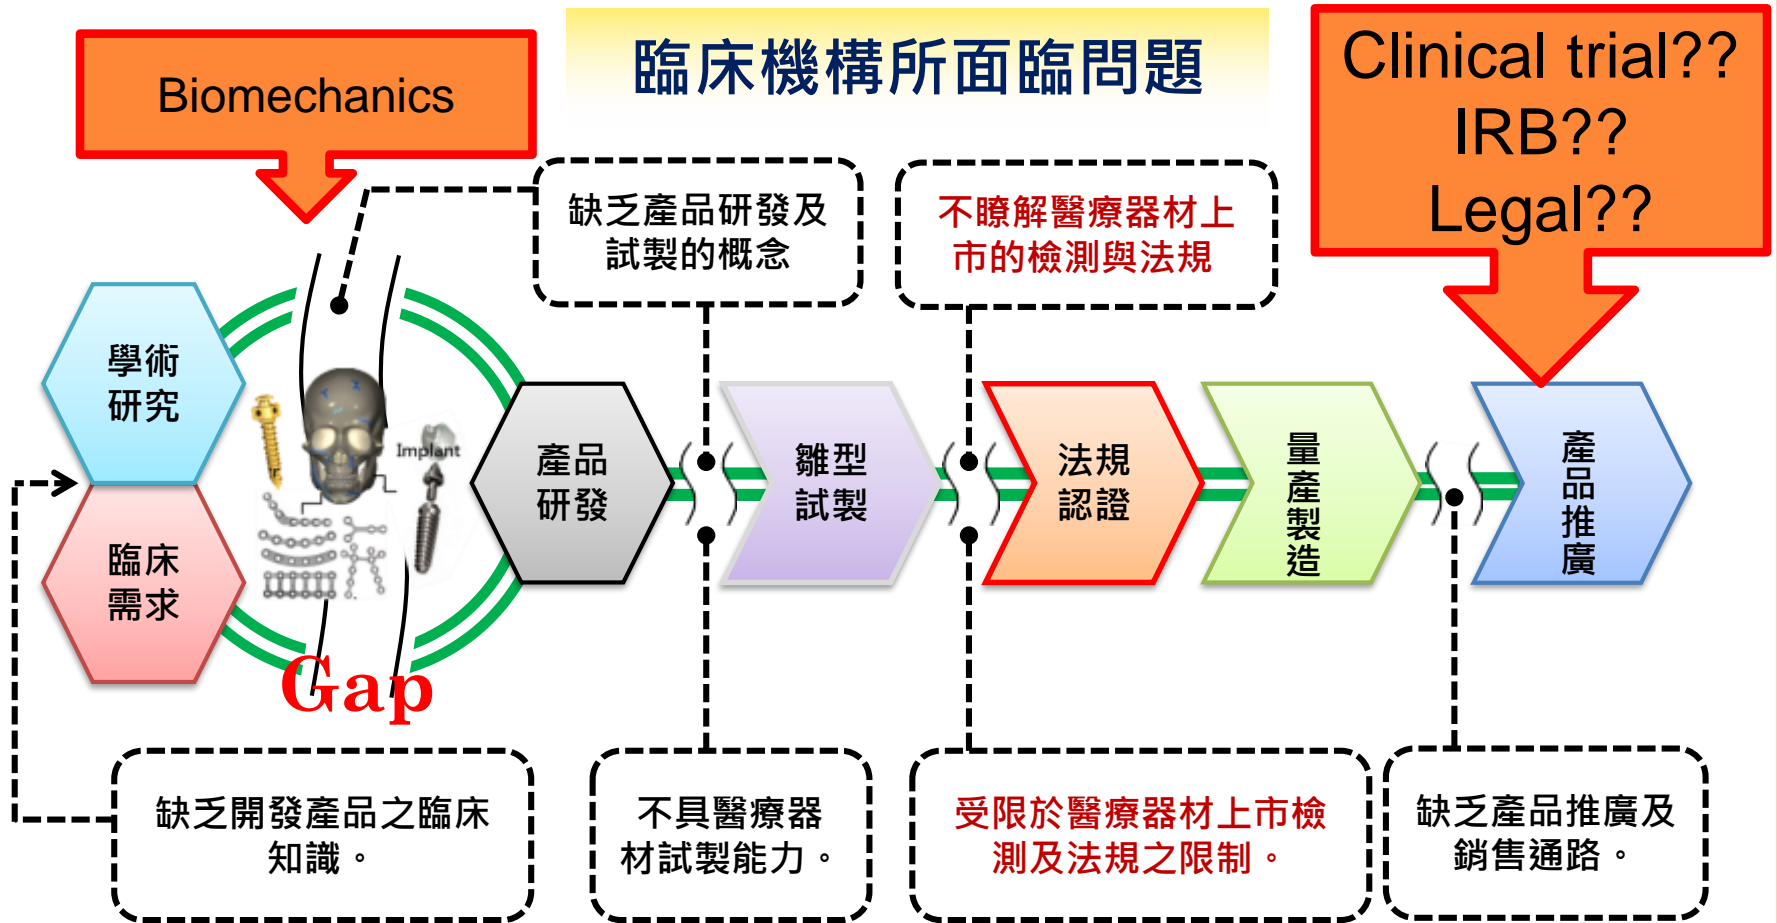 臨床機構所面臨問題
Biomechanics
Clinical trial??
IRB??
Legal??
缺乏產品研發及
試製的概念
不瞭解醫療器材上
市的檢測與法規
學術
研究
臨床
需求
Implant
Gap
產品
研發
雛型
試製
法規
認證
量產製造
產品推廣
缺乏開發產品之臨床
知識。
不具醫療器
材試製能力。
受限於醫療器材上市檢
測及法規之限制。
缺乏產品推廣及
銷售通路。